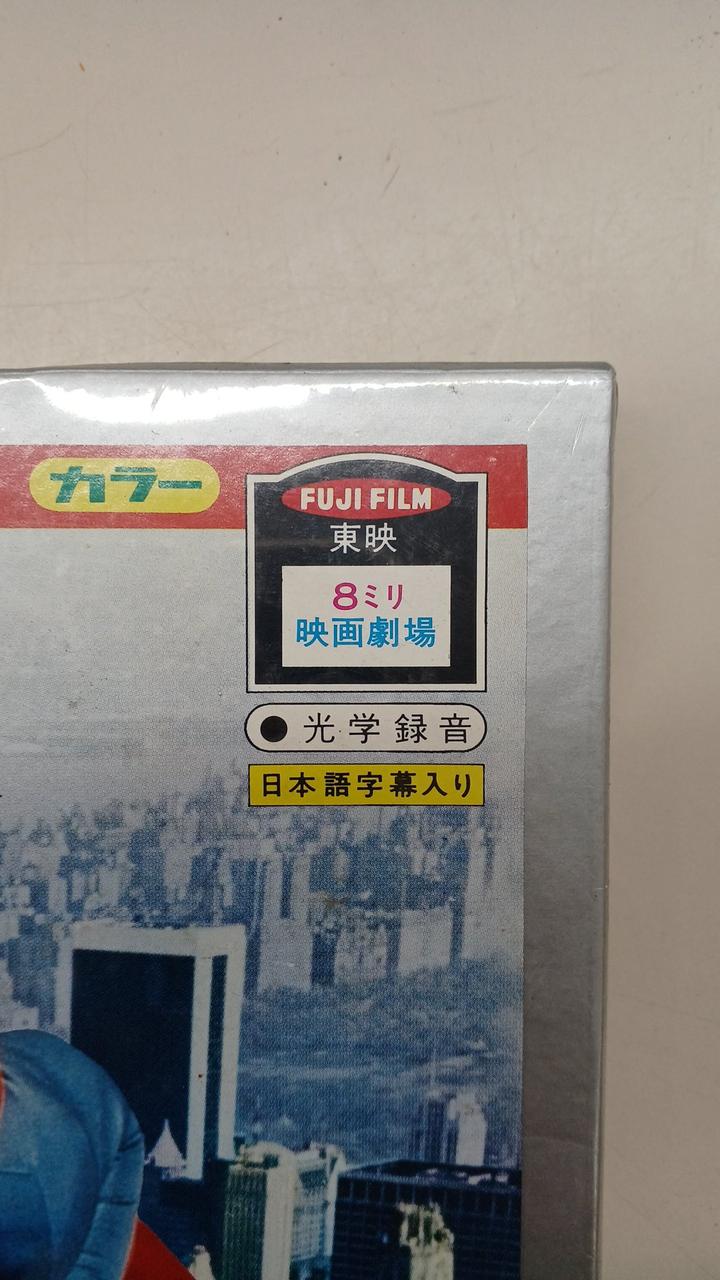 カラー
FUJI FILM
東映
8ミリ
映画劇場
● 光学録音
日本語字幕入り